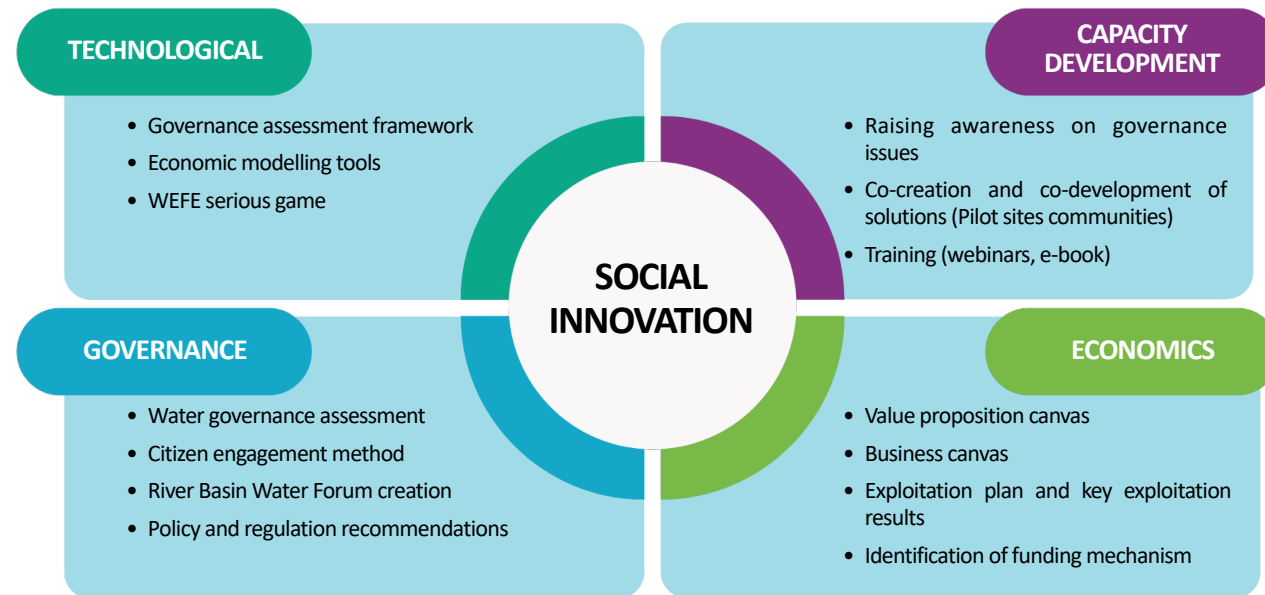 TECHNOLOGICAL
• Governance assessment framework
• Economic modelling tools
• WEFE serious game
CAPACITY
DEVELOPMENT
• Raising awareness on governance
issues
• Co-creation and co-development of
solutions (Pilot sites communities)
• Training (webinars, e-book)
SOCIAL
INNOVATION
GOVERNANCE
• Water governance assessment
• Citizen engagement method
• River Basin Water Forum creation
• Policy and regulation recommendations
ECONOMICS
• Value proposition canvas
• Business canvas
• Exploitation plan and key exploitation
results
• Identification of funding mechanism